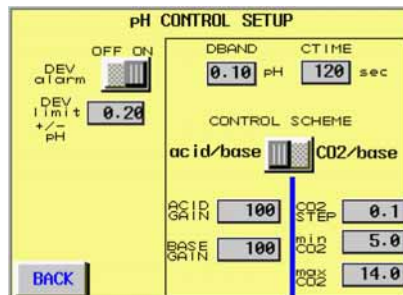 pH CONTROL SETUP
OFF ON
DEV alarm
DEV limit +/- pH
0.20
DBAND
0.10 pH
CTIME
120 sec
CONTROL SCHEME
acid/base
CO2/base
ACID GAIN
100
BASE GAIN
100
CO2 STEP
0.1
min CO2
5.0
max CO2
14.0
BACK